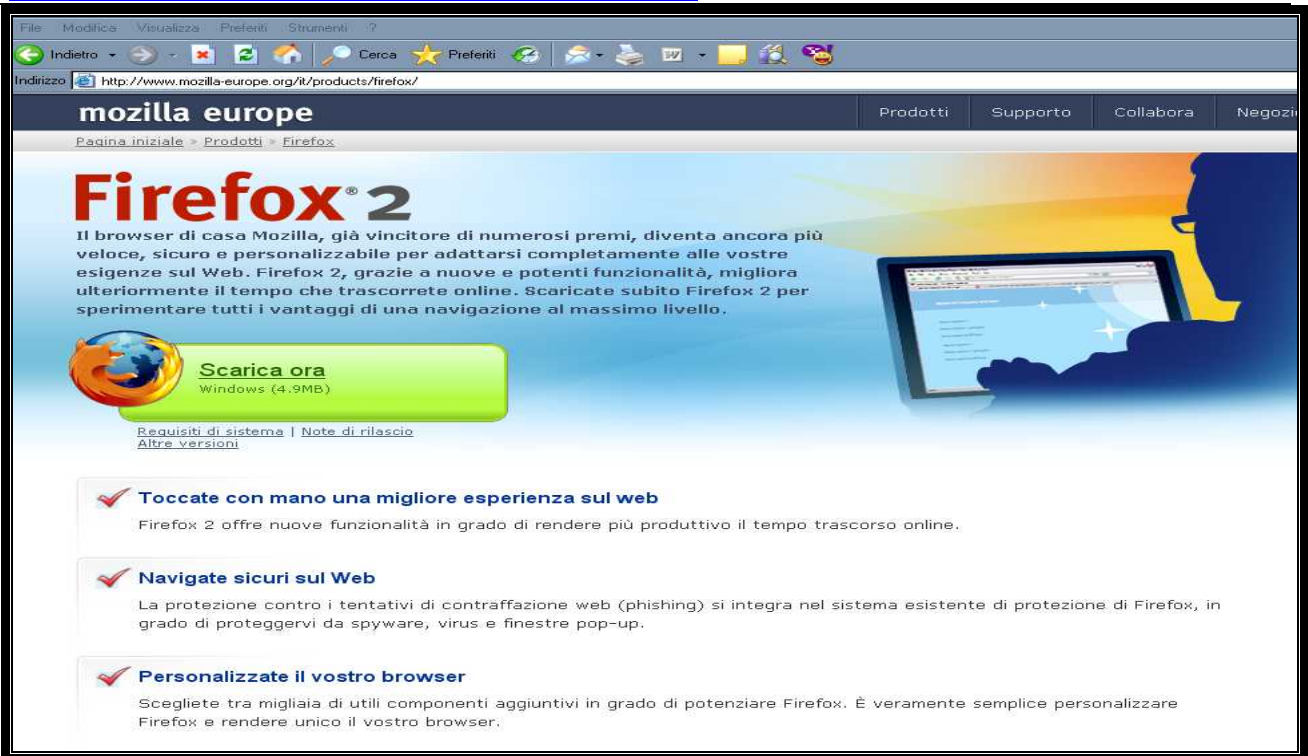 File Modifica Visualizza Preferiti Strumenti ?
Indietro Cerca Preferiti
Indirizzo http://www.mozilla-europe.org/it/products/firefox/
mozilla europe Prodotti Supporto Collabora Negozi
Pagina iniziale » Prodotti » Firefox
Firefox® 2
Il browser di casa Mozilla, già vincitore di numerosi premi, diventa ancora più
veloce, sicuro e personalizzabile per adattarsi completamente alle vostre
esigenze sul Web. Firefox 2, grazie a nuove e potenti funzionalità, migliora
ulteriormente il tempo che trascorrete online. Scaricate subito Firefox 2 per
sperimentare tutti i vantaggi di una navigazione al massimo livello.
Scarica ora
Windows (4.9MB)
Requisiti di sistema | Note di rilascio
Altre versioni
Toccate con mano una migliore esperienza sul web
Firefox 2 offre nuove funzionalità in grado di rendere più produttivo il tempo trascorso online.
Navigate sicuri sul Web
La protezione contro i tentativi di contraffazione web (phishing) si integra nel sistema esistente di protezione di Firefox, in
grado di proteggervi da spyware, virus e finestre pop-up.
Personalizzate il vostro browser
Scegliete tra migliaia di utili componenti aggiuntivi in grado di potenziare Firefox. È veramente semplice personalizzare
Firefox e rendere unico il vostro browser.